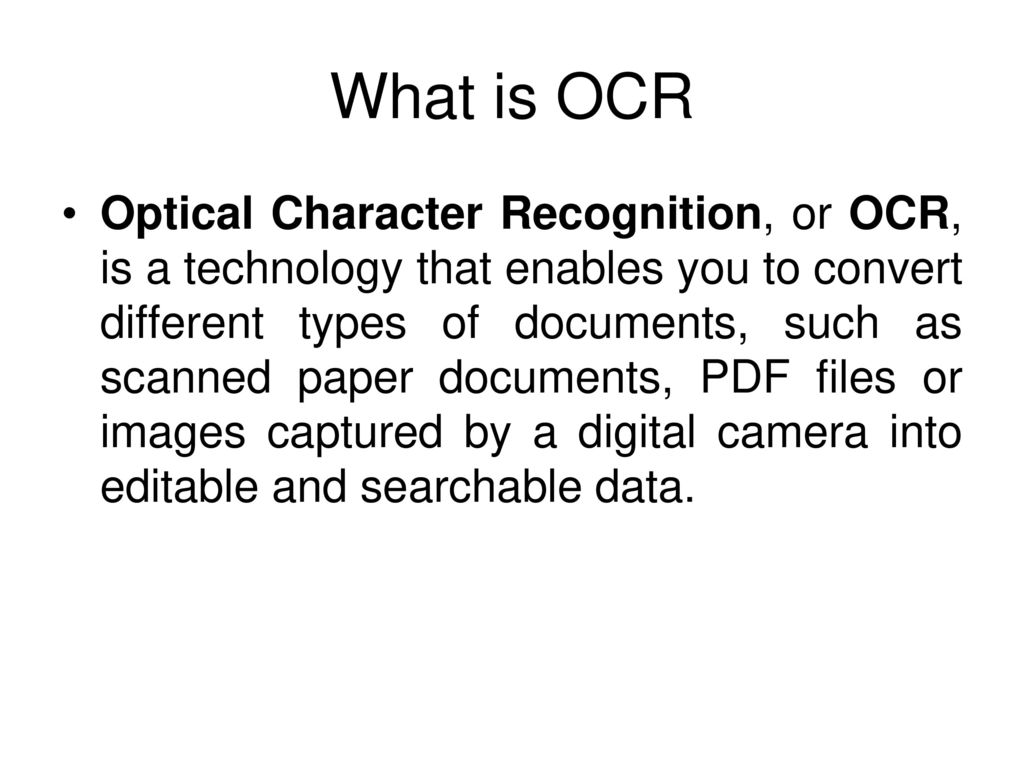 What is OCR
• Optical Character Recognition, or OCR,
is a technology that enables you to convert
different types of documents, such as
scanned paper documents, PDF files or
images captured by a digital camera into
editable and searchable data.